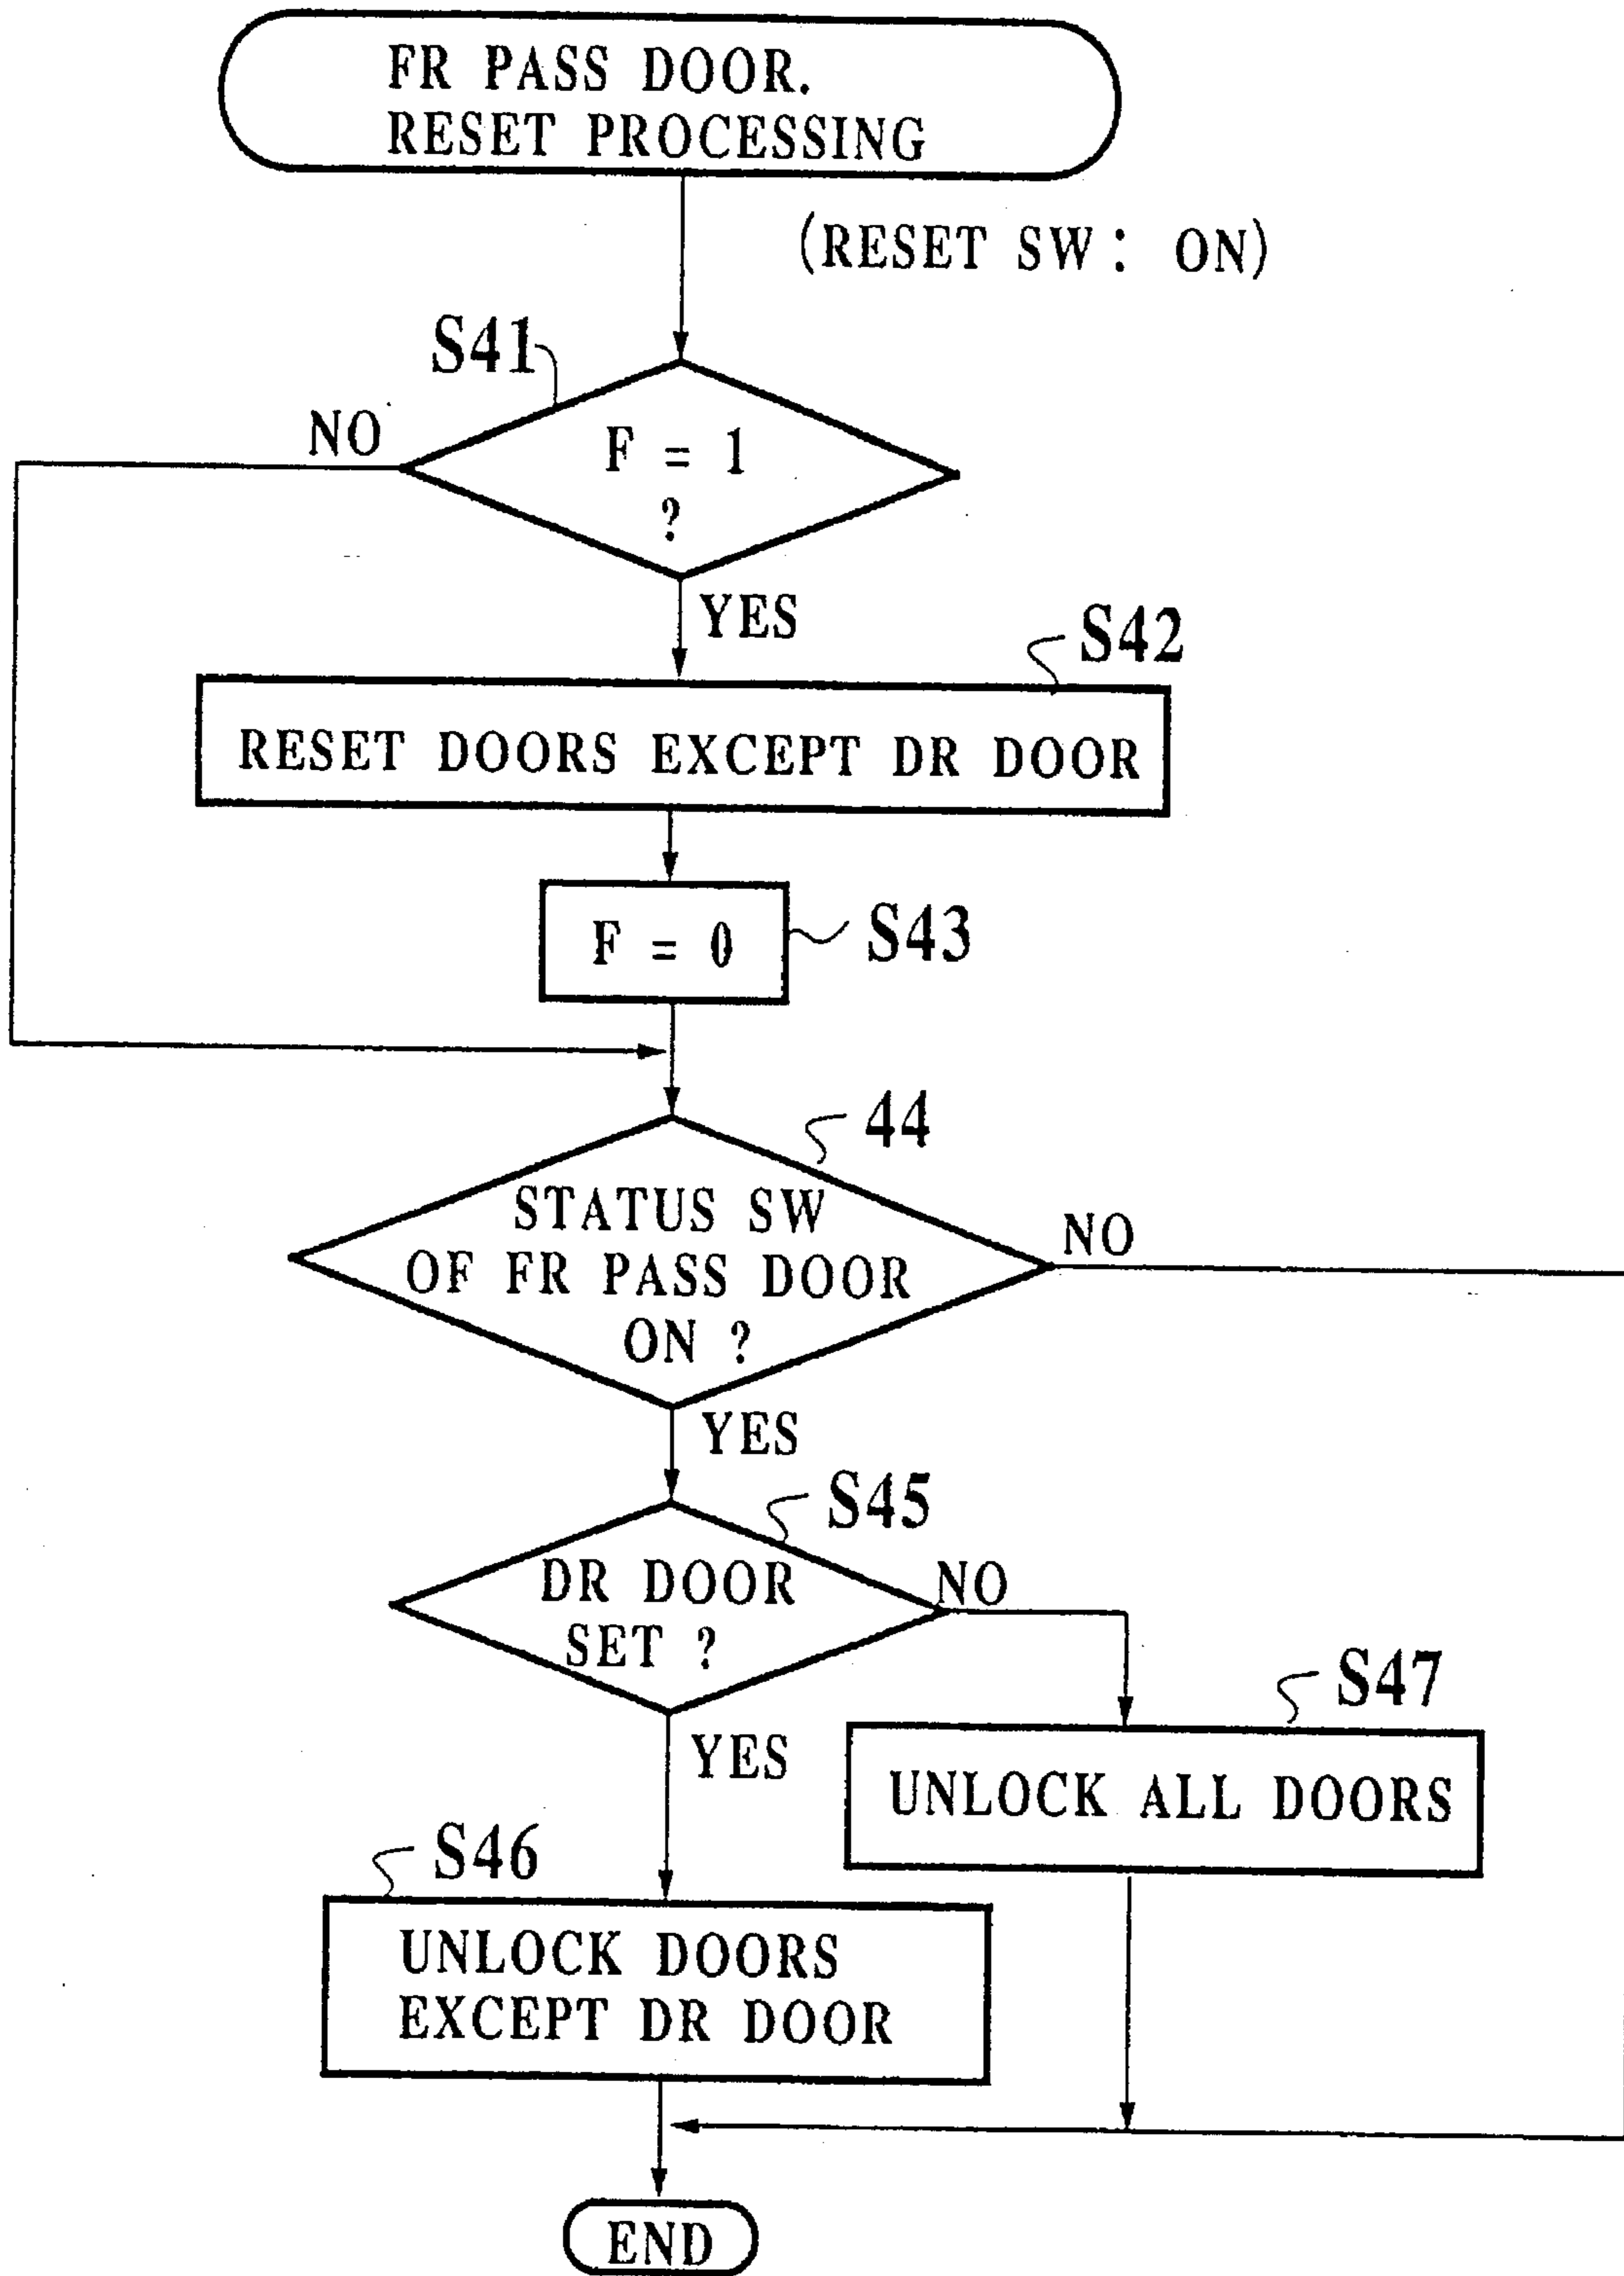 FR PASS DOOR.
RESET PROCESSING
(RESET SW: ON)
S41
NO
F = 1
?
YES
S42
RESET DOORS EXCEPT DR DOOR
F = 0
S43
44
STATUS SW
OF FR PASS DOOR
ON ?
NO
YES
S45
DR DOOR
SET ?
NO
YES
S47
UNLOCK ALL DOORS
S46
UNLOCK DOORS
EXCEPT DR DOOR
END